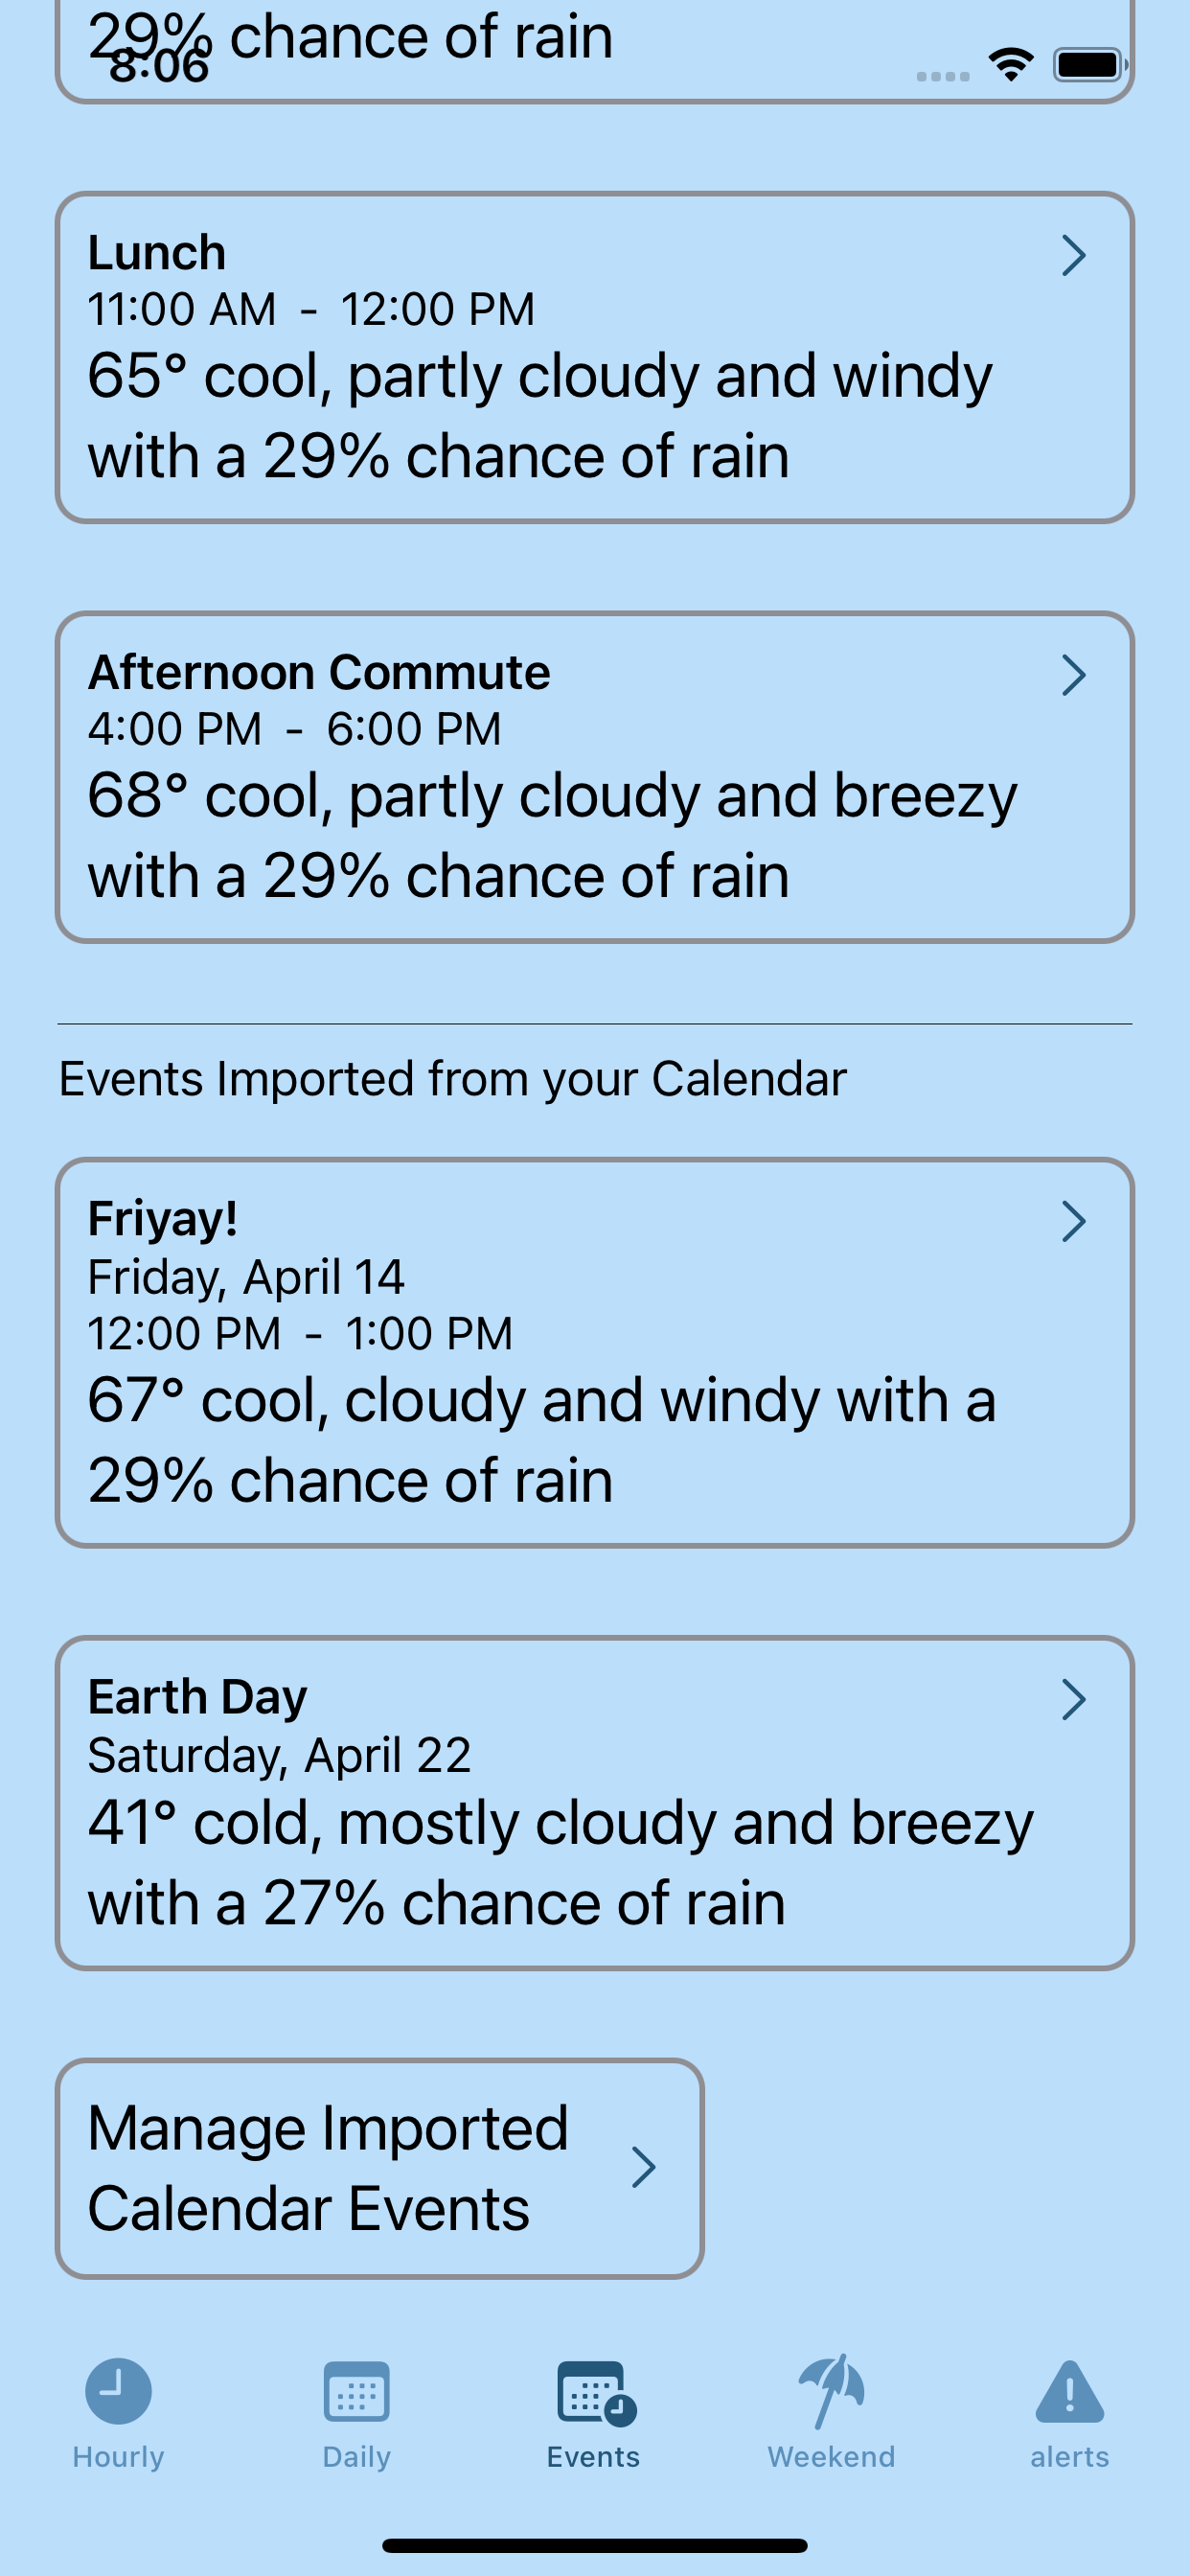 29% chance of rain
8:06
Lunch
11:00 AM - 12:00 PM
65° cool, partly cloudy and windy
with a 29% chance of rain
Afternoon Commute
4:00 PM - 6:00 PM
68° cool, partly cloudy and breezy
with a 29% chance of rain
Events Imported from your Calendar
Friyay!
Friday, April 14
12:00 PM - 1:00 PM
67° cool, cloudy and windy with a
29% chance of rain
Earth Day
Saturday, April 22
41° cold, mostly cloudy and breezy
with a 27% chance of rain
Manage Imported
Calendar Events
Hourly
Daily
Events
Weekend
alerts